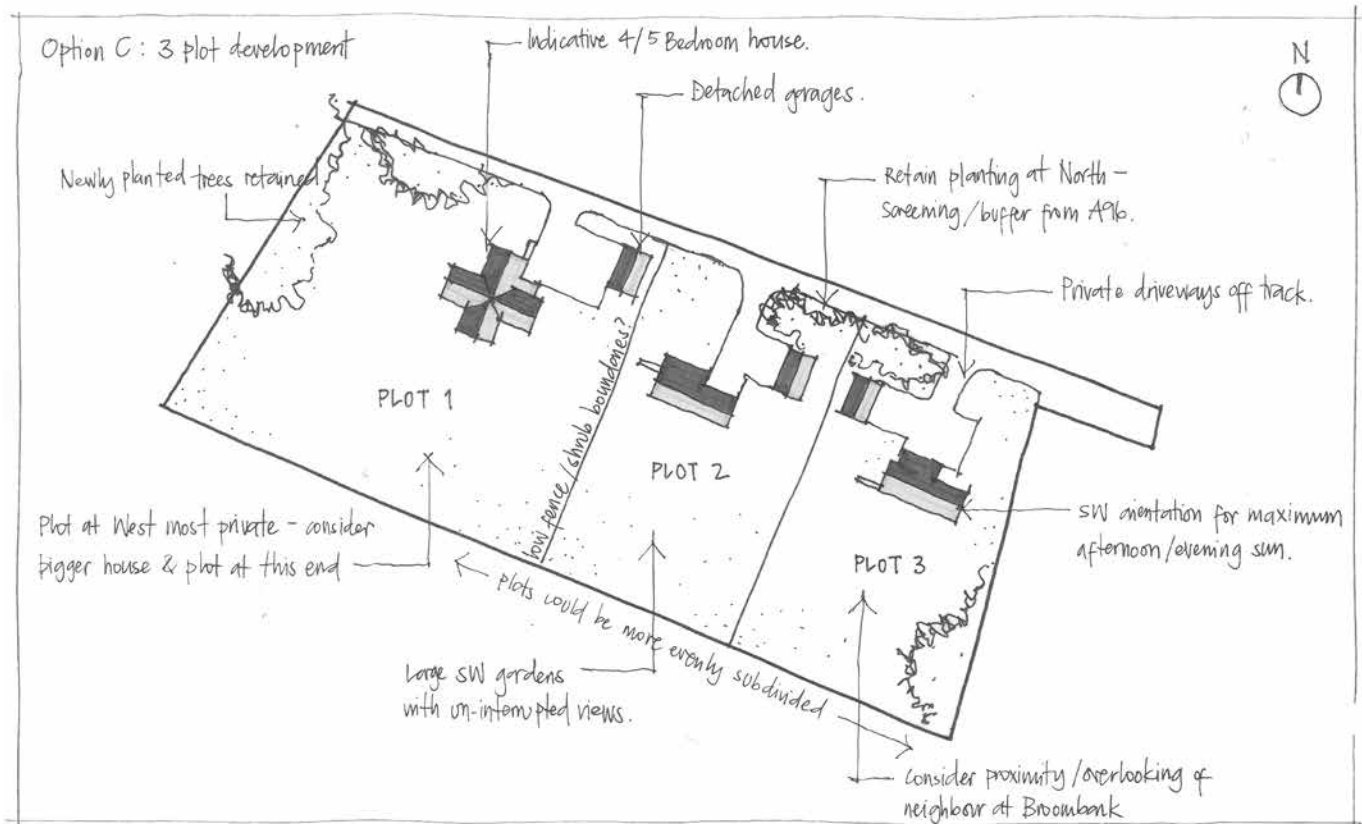 Option C: 3 plot development
Indicative 4/5 Bedroom house.
N
Detached garages.
Newly planted trees retained
Retain planting at North -
screening/buffer from A96.
Private driveways off track.
PLOT 1
low fence/shrub boundaries?
PLOT 2
PLOT 3
SW orientation for maximum
afternoon/evening sun.
Plot at West most private - consider
bigger house & plot at this end
plots could be more evenly subdivided
Large SW gardens
with un-interrupted views.
Consider proximity/overlooking of
neighbour at Broombank